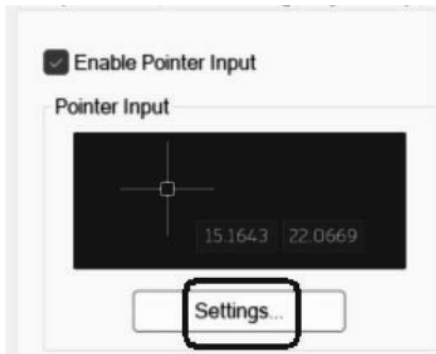 Enable Pointer Input
Pointer Input
15.1643 22.0669
Settings...